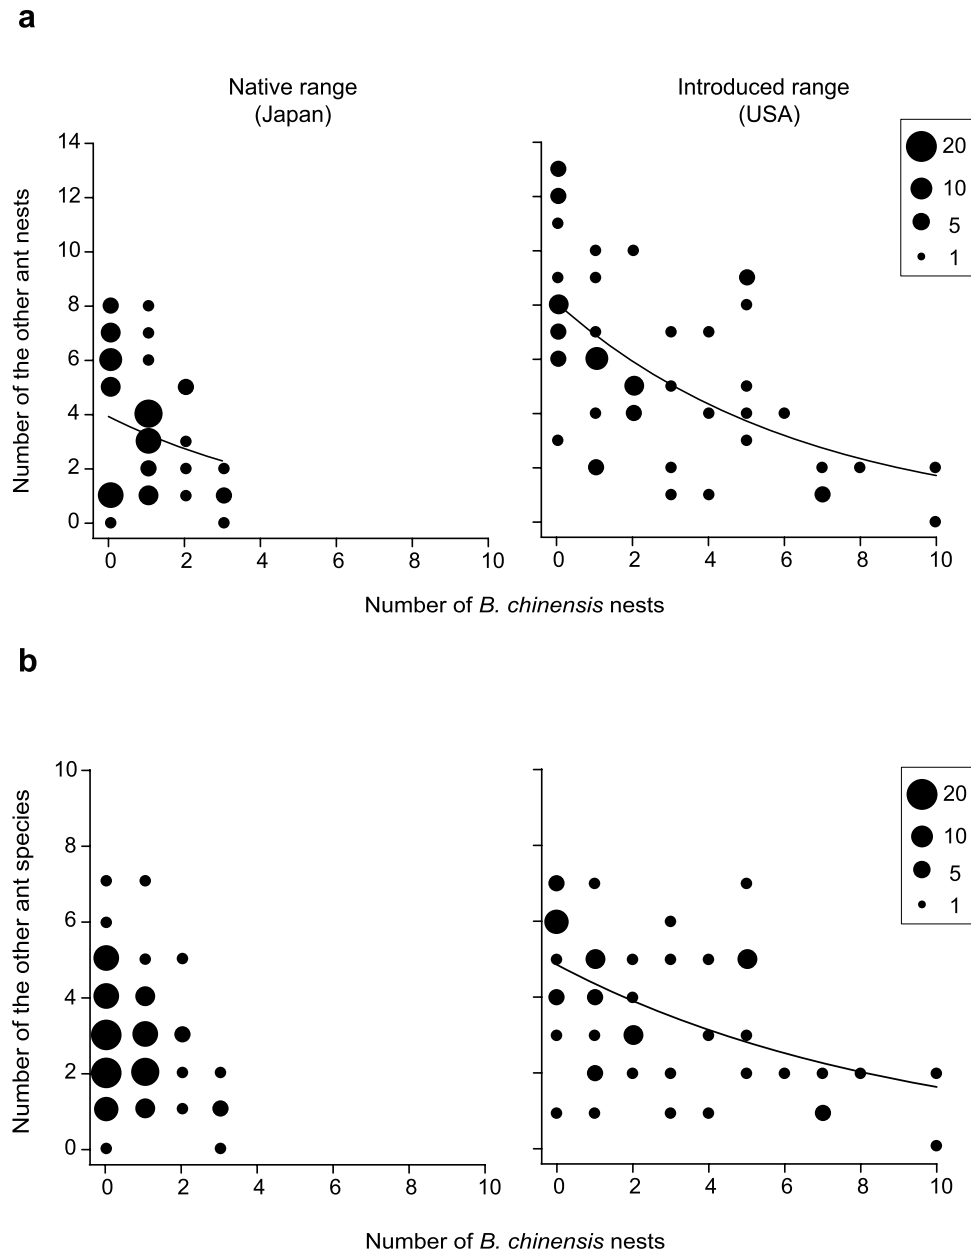 a
Native range
(Japan)
Introduced range
(USA)
14
12
10
8
6
4
2
0
Number of the other ant nests
20
10
5
1
0 2 4 6 8 10
0 2 4 6 8 10
Number of B. chinensis nests
b
10
8
6
4
2
0
Number of the other ant species
20
10
5
1
0 2 4 6 8 10
0 2 4 6 8 10
Number of B. chinensis nests